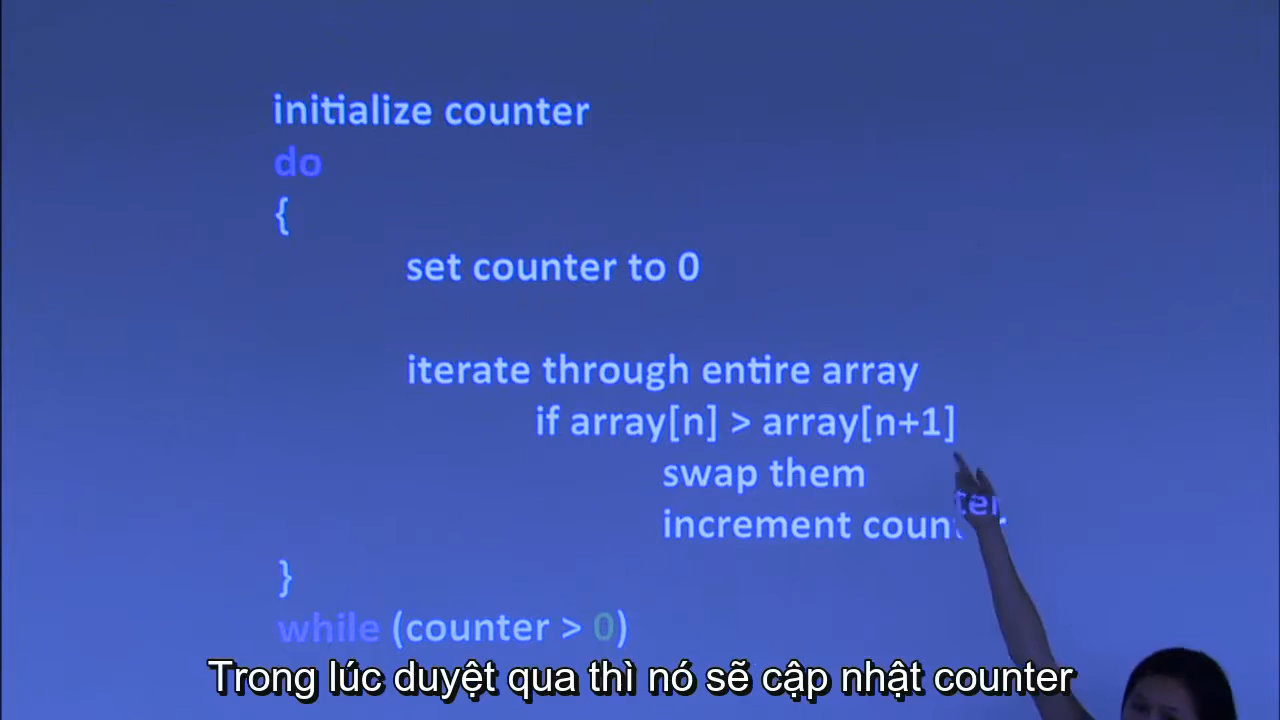 initialize counter
do
{
set counter to 0
iterate through entire array
if array[n] > array[n+1]
swap them
increment counter
}
while (counter > 0)
Trong lúc duyệt qua thì nó sẽ cập nhật counter